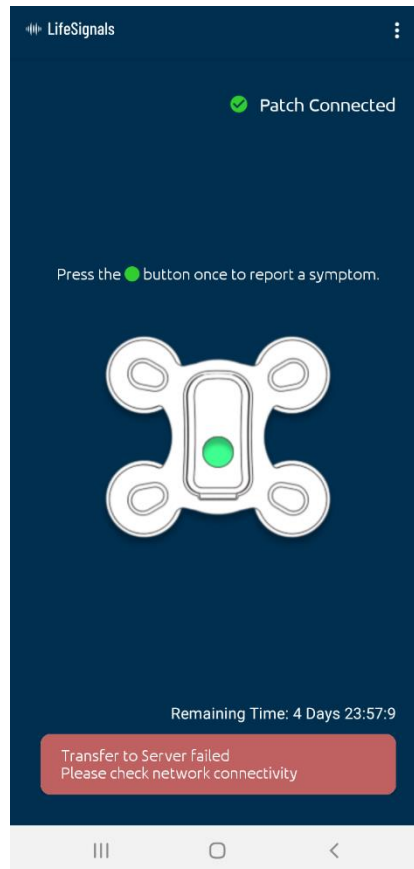 LifeSignals
Patch Connected
Press the button once to report a symptom.
Remaining Time: 4 Days 23:57:9
Transfer to Server failed
Please check network connectivity